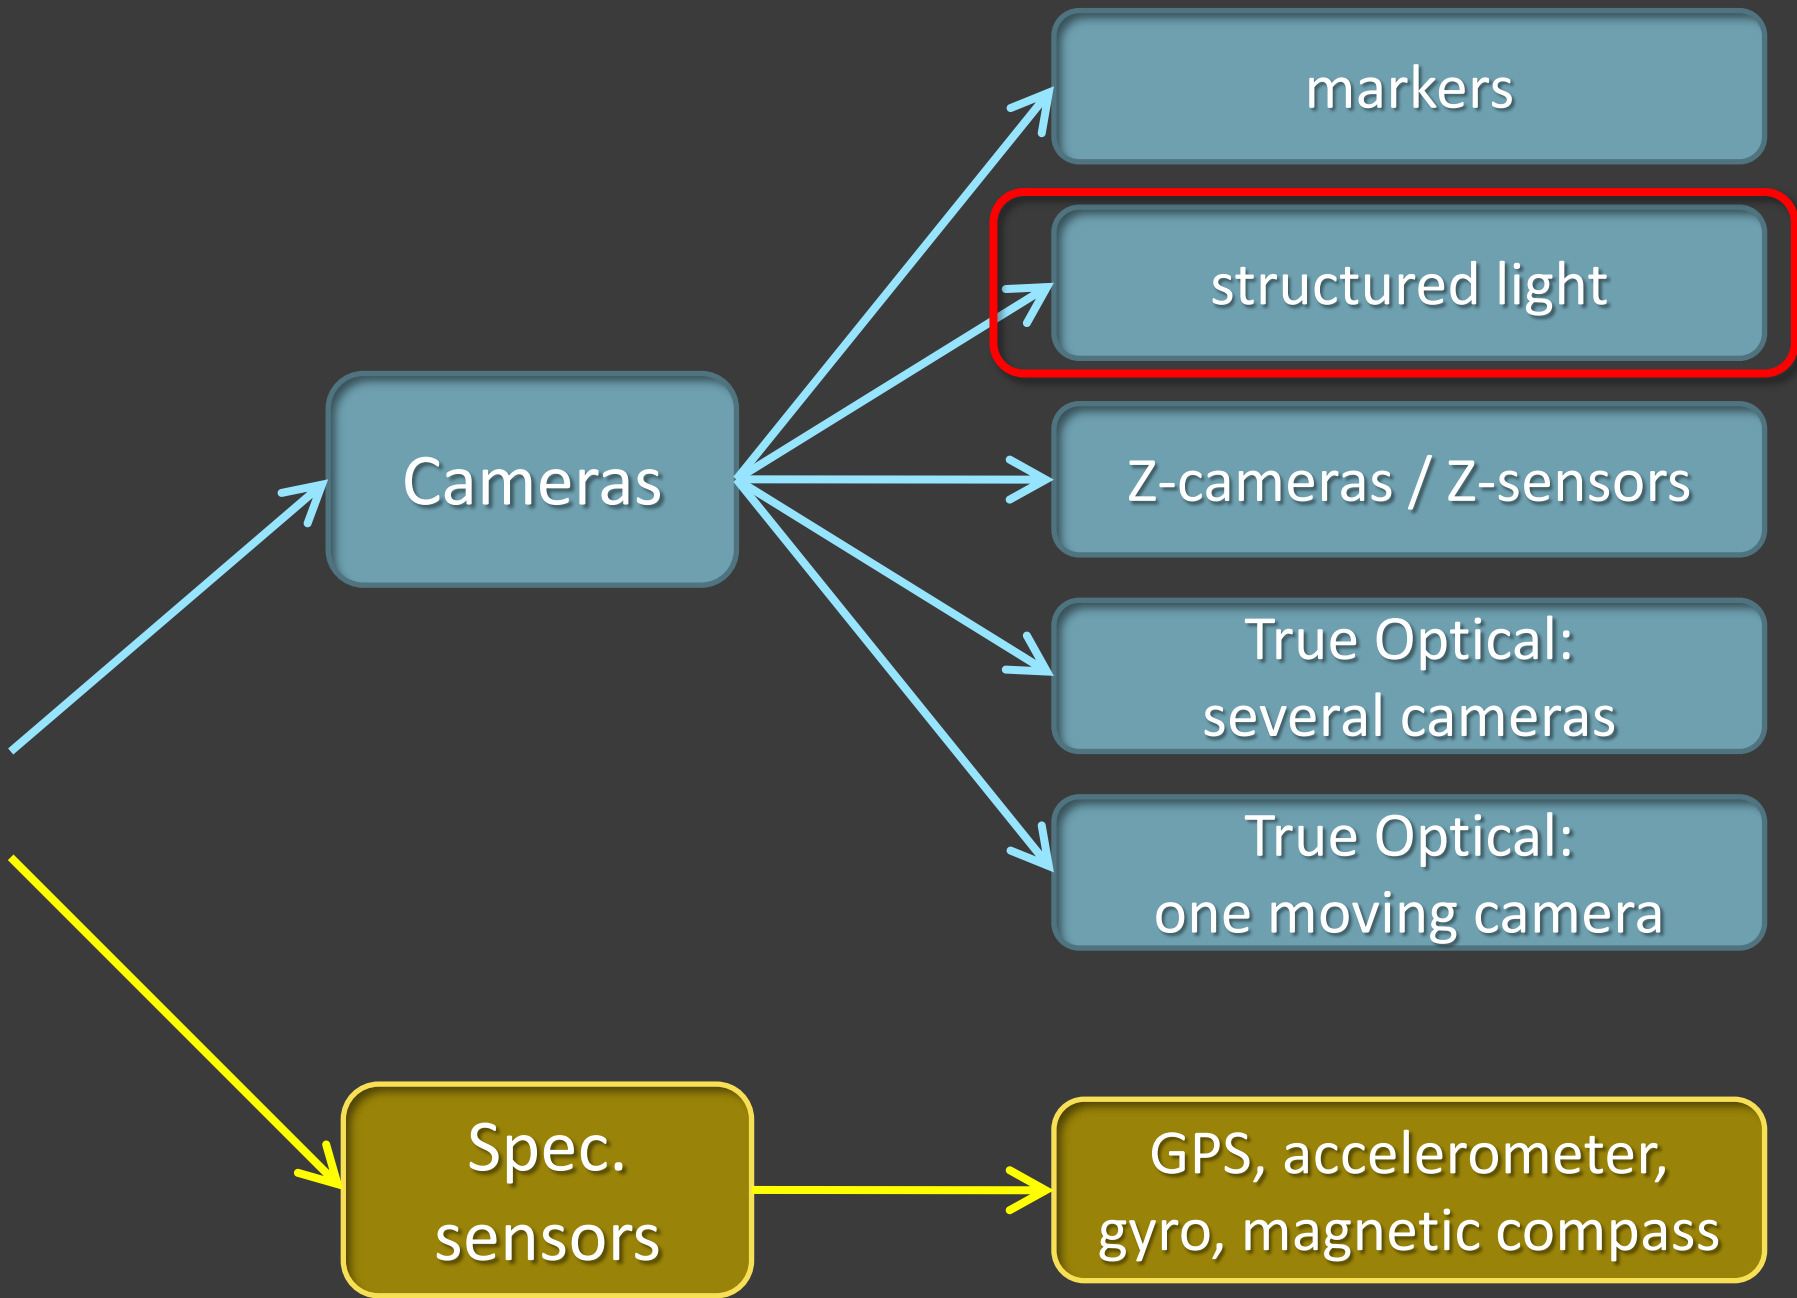 markers
structured light
Cameras
Z-cameras / Z-sensors
True Optical:
several cameras
True Optical:
one moving camera
Spec.
sensors
GPS, accelerometer,
gyro, magnetic compass